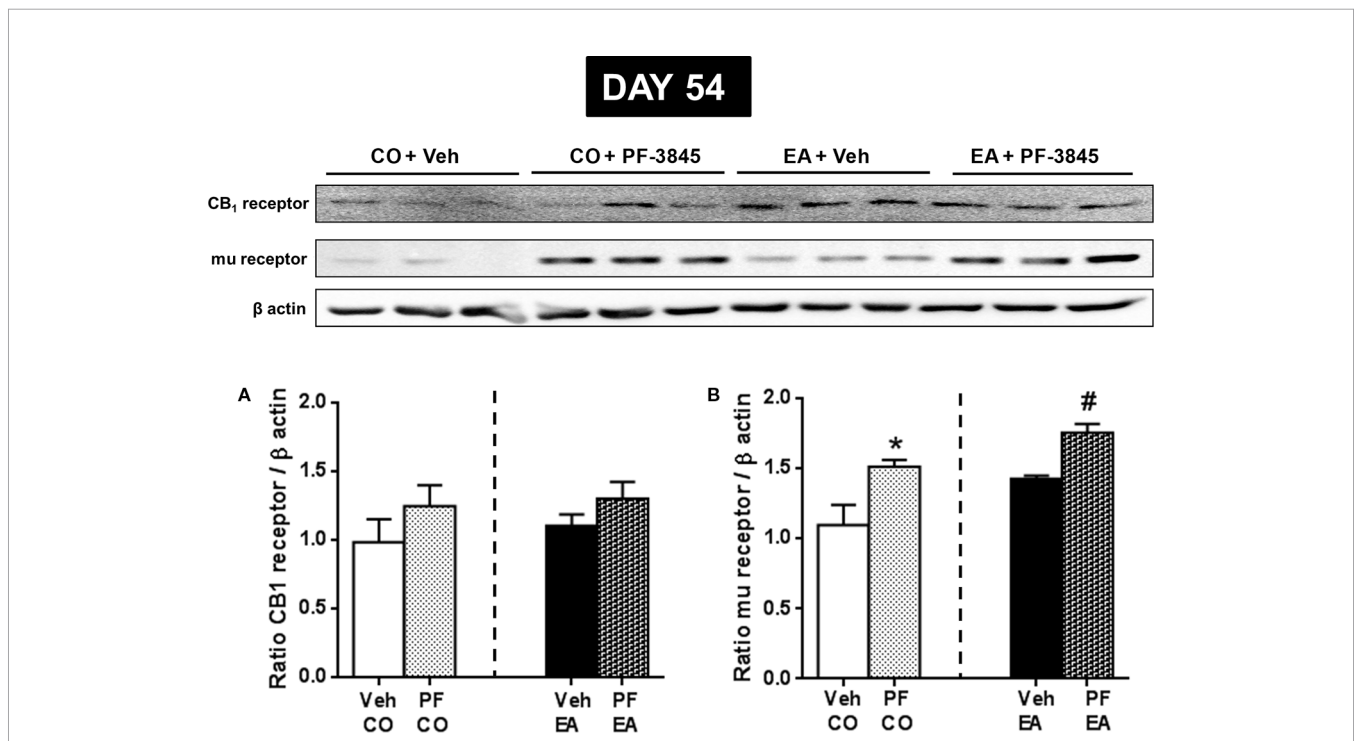 DAY 54
CO + Veh CO + PF-3845 EA + Veh EA + PF-3845
CB₁ receptor
mu receptor
β actin
A
Ratio CB1 receptor / β actin
2.0
1.5
1.0
0.5
0.0
Veh PF Veh PF
CO CO EA EA
B
Ratio mu receptor / β actin
2.0
1.5
1.0
0.5
0.0
* #
Veh PF Veh PF
CO CO EA EA